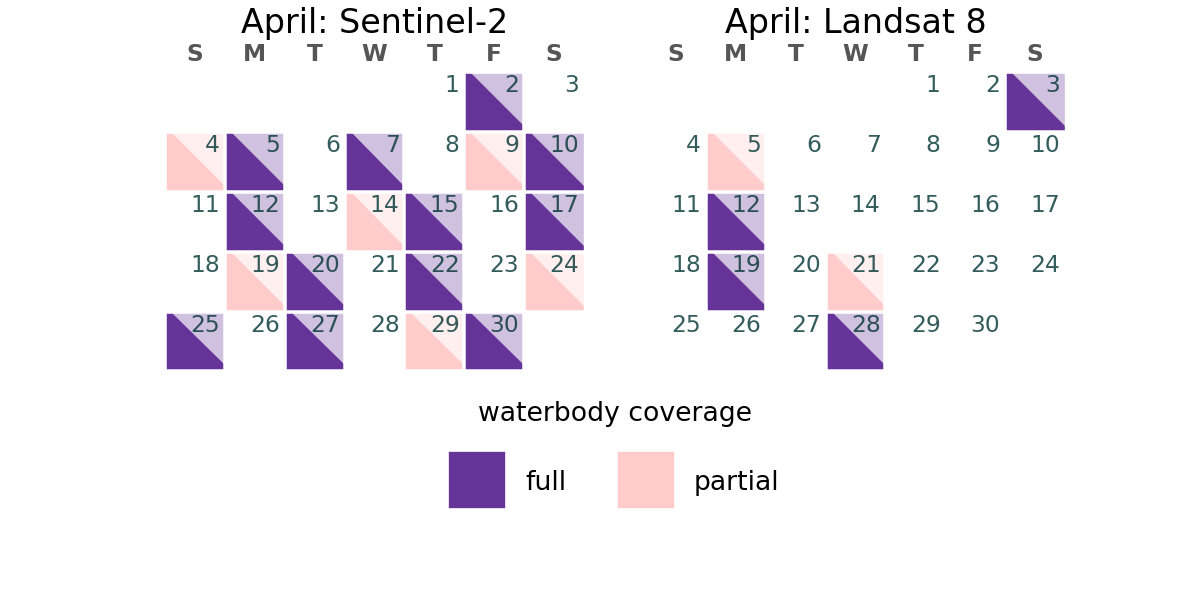 April: Sentinel-2
S M T W T F S
1 2 3
4 5 6 7 8 9 10
11 12 13 14 15 16 17
18 19 20 21 22 23 24
25 26 27 28 29 30
April: Landsat 8
S M T W T F S
1 2 3
4 5 6 7 8 9 10
11 12 13 14 15 16 17
18 19 20 21 22 23 24
25 26 27 28 29 30
waterbody coverage
full
partial